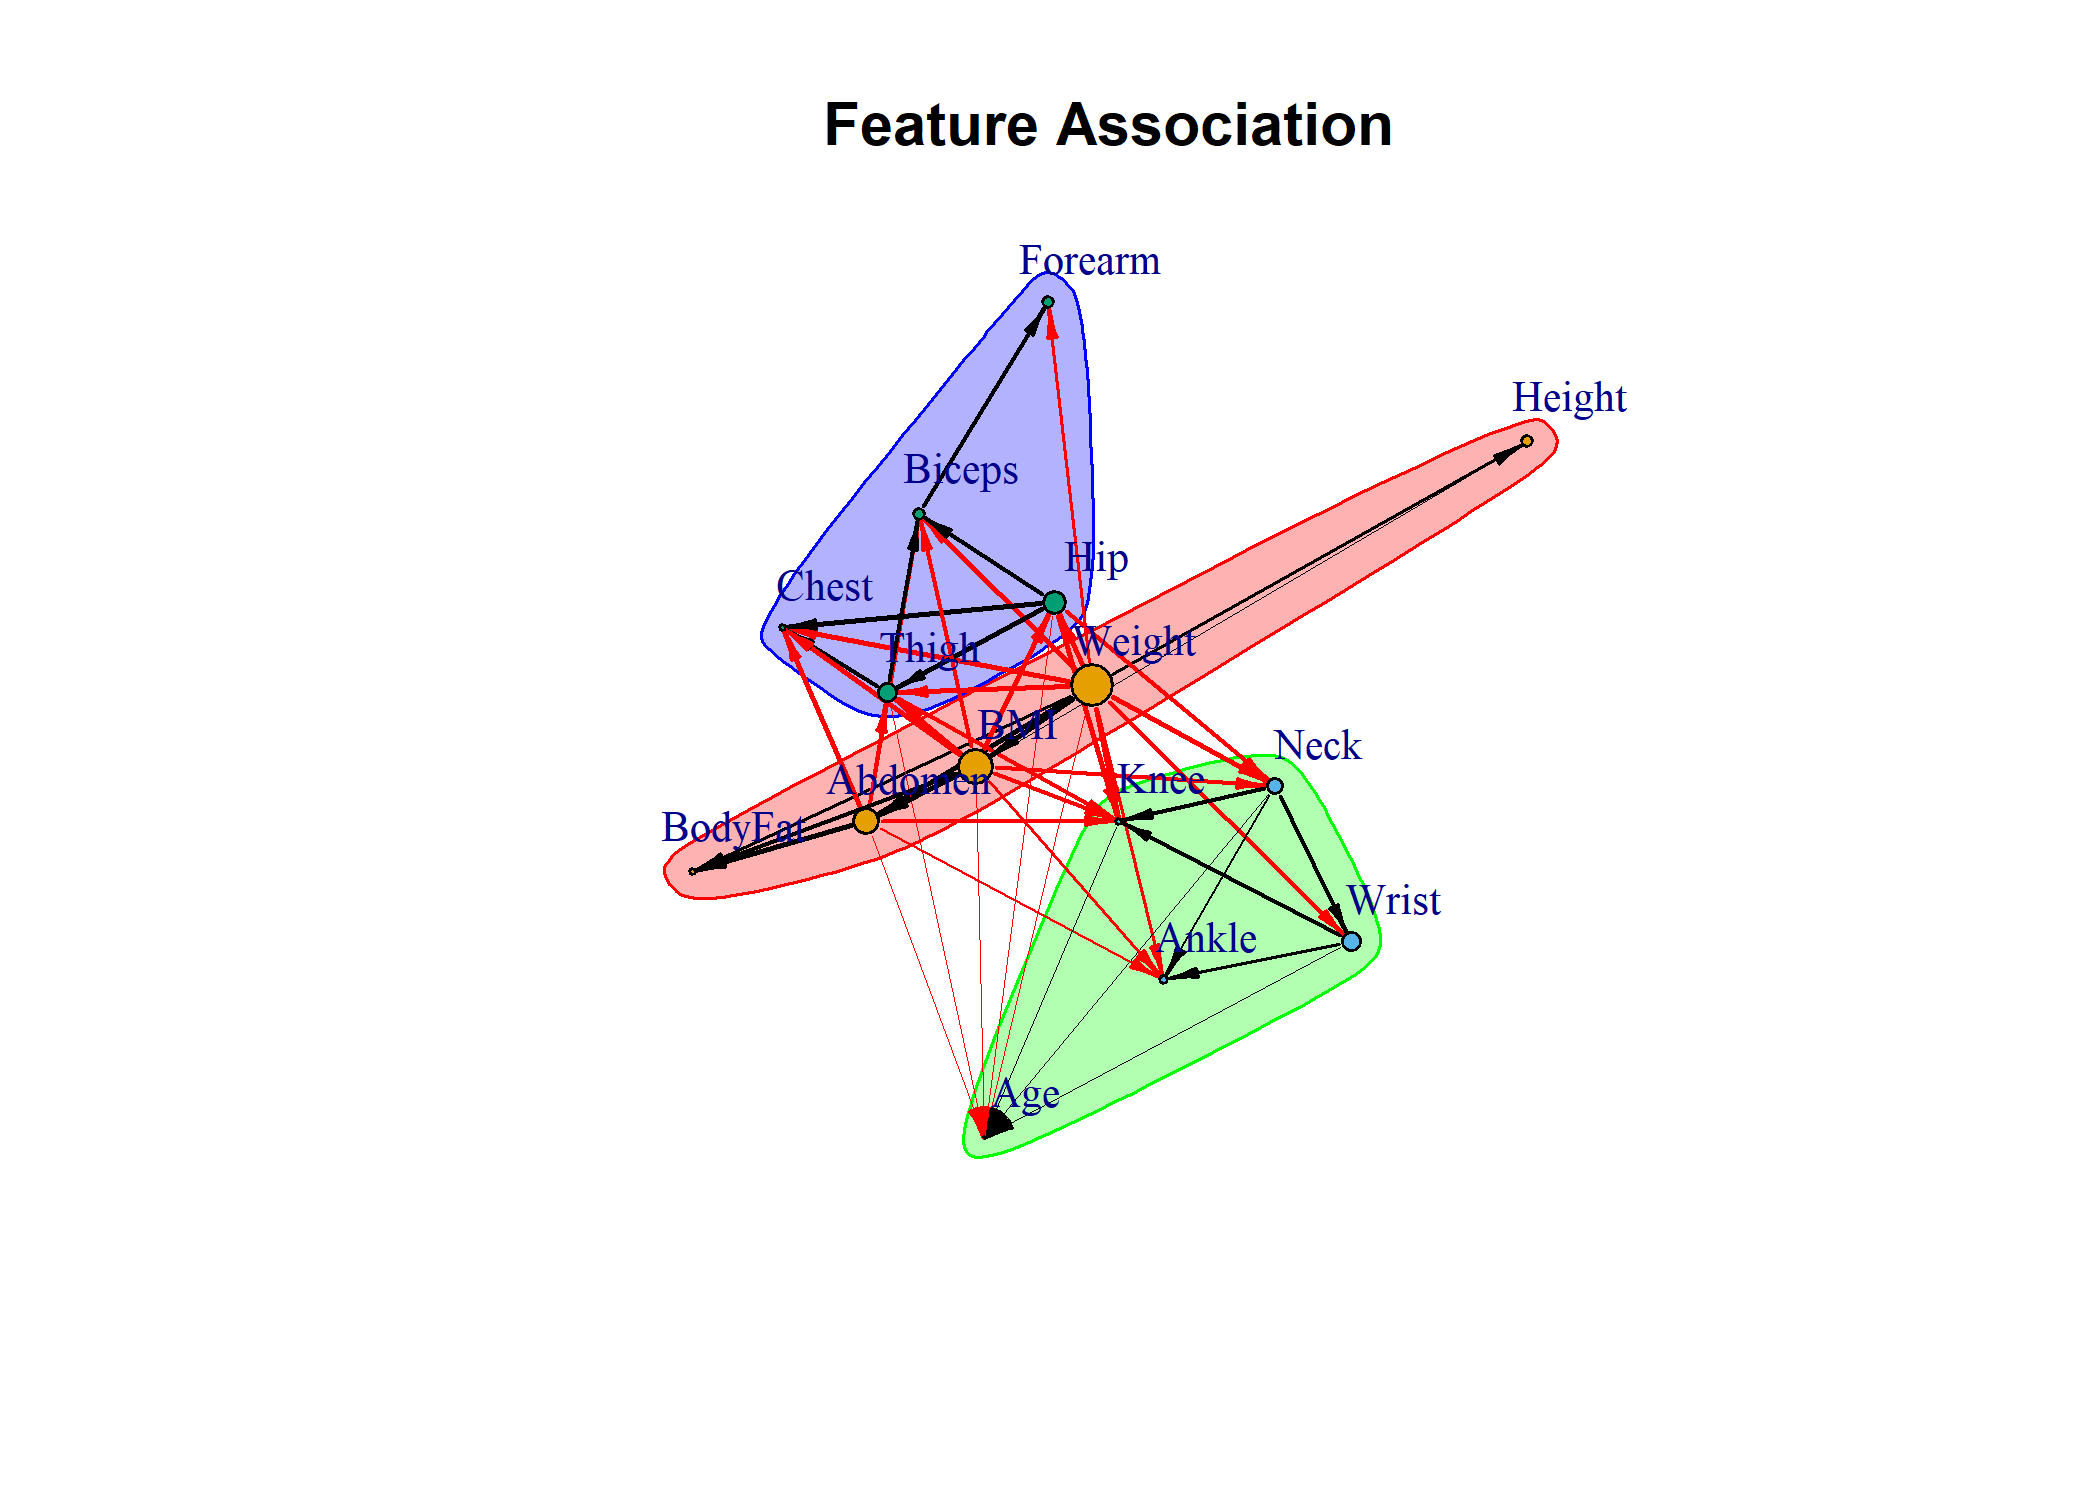 Feature Association
Forearm
Height
Biceps
Hip
Chest
Weight
Thigh
BMI
Neck
Abdomen
Knee
BodyFat
Wrist
Ankle
Age